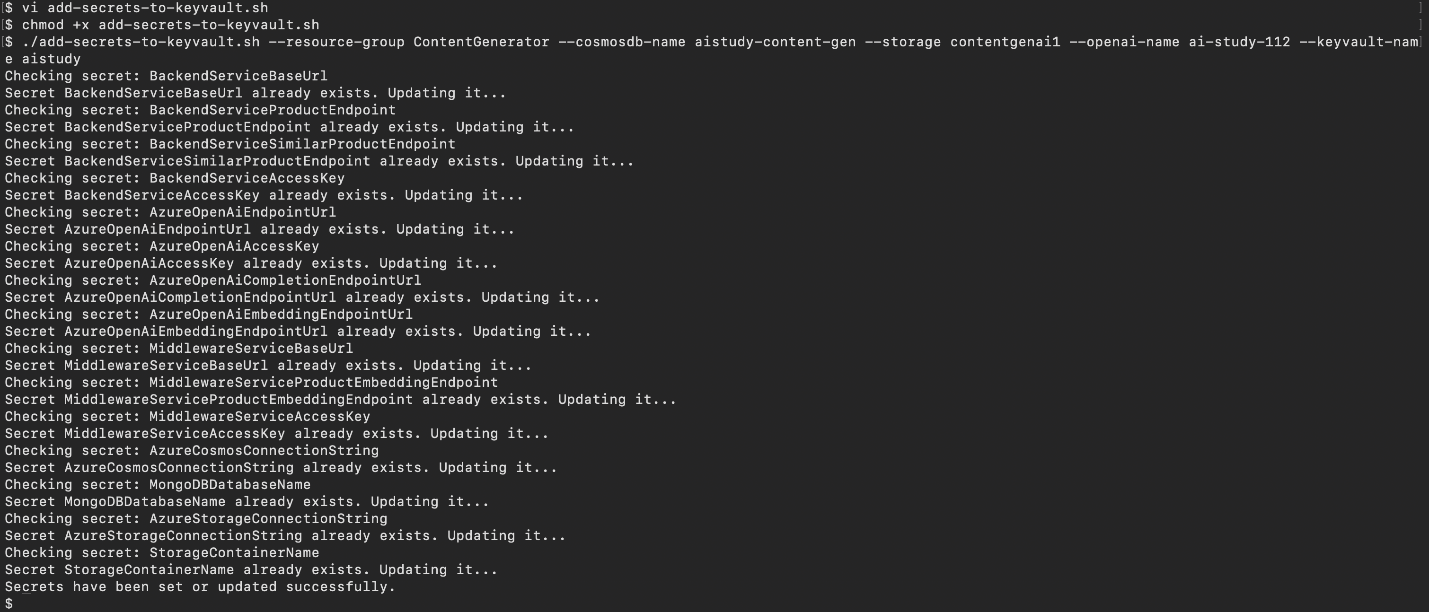 [$ vi add-secrets-to-keyvault.sh ]
[$ chmod +x add-secrets-to-keyvault.sh ]
[$ ./add-secrets-to-keyvault.sh --resource-group ContentGenerator --cosmosdb-name aistudy-content-gen --storage contentgenai1 --openai-name ai-study-112 --keyvault-nam]
e aistudy
Checking secret: BackendServiceBaseUrl
Secret BackendServiceBaseUrl already exists. Updating it...
Checking secret: BackendServiceProductEndpoint
Secret BackendServiceProductEndpoint already exists. Updating it...
Checking secret: BackendServiceSimilarProductEndpoint
Secret BackendServiceSimilarProductEndpoint already exists. Updating it...
Checking secret: BackendServiceAccessKey
Secret BackendServiceAccessKey already exists. Updating it...
Checking secret: AzureOpenAiEndpointUrl
Secret AzureOpenAiEndpointUrl already exists. Updating it...
Checking secret: AzureOpenAiAccessKey
Secret AzureOpenAiAccessKey already exists. Updating it...
Checking secret: AzureOpenAiCompletionEndpointUrl
Secret AzureOpenAiCompletionEndpointUrl already exists. Updating it...
Checking secret: AzureOpenAiEmbeddingEndpointUrl
Secret AzureOpenAiEmbeddingEndpointUrl already exists. Updating it...
Checking secret: MiddlewareServiceBaseUrl
Secret MiddlewareServiceBaseUrl already exists. Updating it...
Checking secret: MiddlewareServiceProductEmbeddingEndpoint
Secret MiddlewareServiceProductEmbeddingEndpoint already exists. Updating it...
Checking secret: MiddlewareServiceAccessKey
Secret MiddlewareServiceAccessKey already exists. Updating it...
Checking secret: AzureCosmosConnectionString
Secret AzureCosmosConnectionString already exists. Updating it...
Checking secret: MongoDBDatabaseName
Secret MongoDBDatabaseName already exists. Updating it...
Checking secret: AzureStorageConnectionString
Secret AzureStorageConnectionString already exists. Updating it...
Checking secret: StorageContainerName
Secret StorageContainerName already exists. Updating it...
Secrets have been set or updated successfully.
$